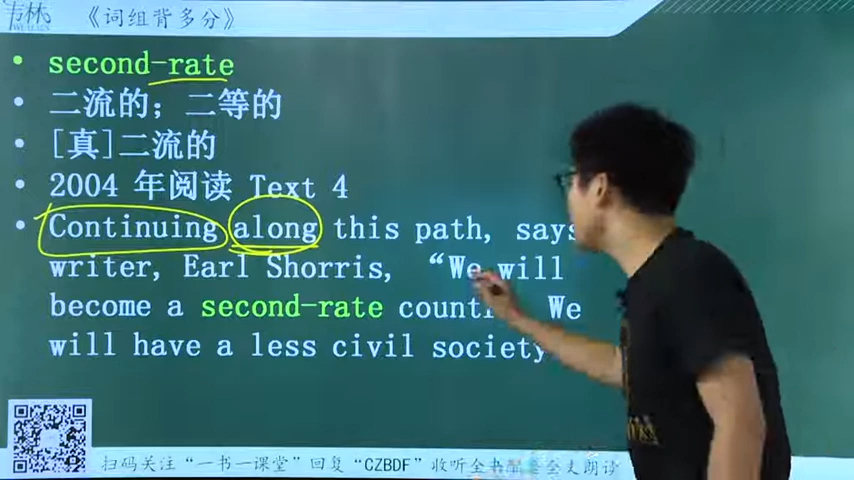 韦林
《词组背多分》
second-rate
二流的；二等的
[真]二流的
2004 年阅读 Text 4
Continuing along this path, says
writer, Earl Shorris, “We will
become a second-rate We
will have a less civil society
扫码关注“一书一课堂”回复“CZBDF”收听全书
朗读